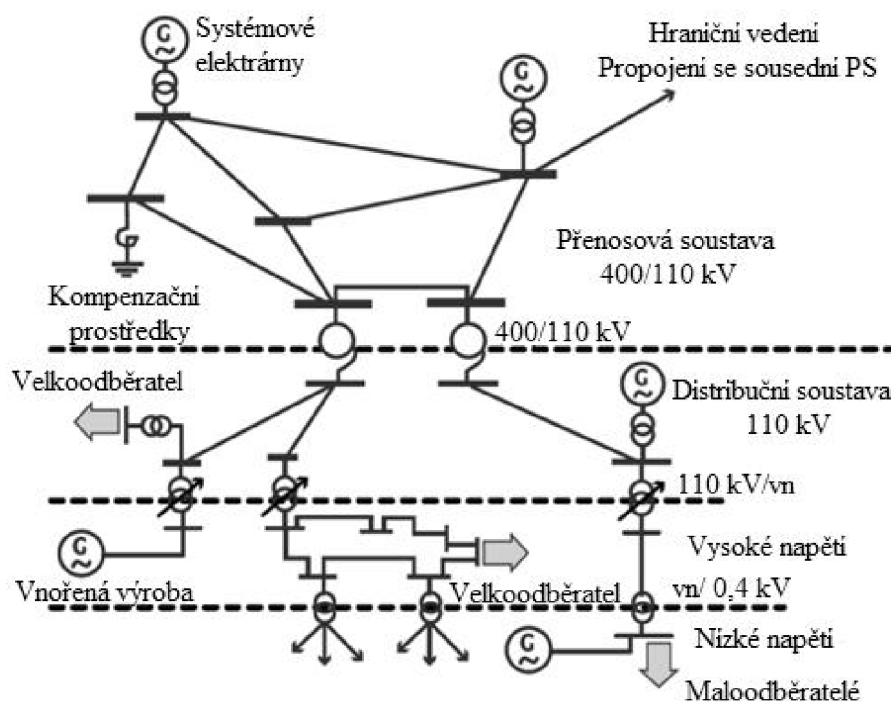 G
Systémové
elektrárny
Hraniční vedení
Propojení se sousední PS
G
Přenosová soustava
400/110 kV
Kompenzační
prostředky
400/110 kV
Velkoodběratel
G
Distribuční soustava
110 kV
110 kV/vn
G
Vnořená výroba
Vysoké napětí
Velkoodběratel
vn/ 0,4 kV
G
Nízké napětí
Maloodběratelé